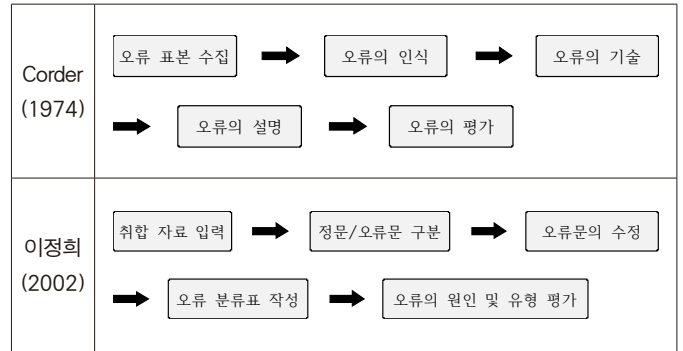 Corder
(1974)
오류 표본 수집 ➡ 오류의 인식 ➡ 오류의 기술
➡ 오류의 설명 ➡ 오류의 평가
이정희
(2002)
취합 자료 입력 ➡ 정문/오류문 구분 ➡ 오류문의 수정
➡ 오류 분류표 작성 ➡ 오류의 원인 및 유형 평가